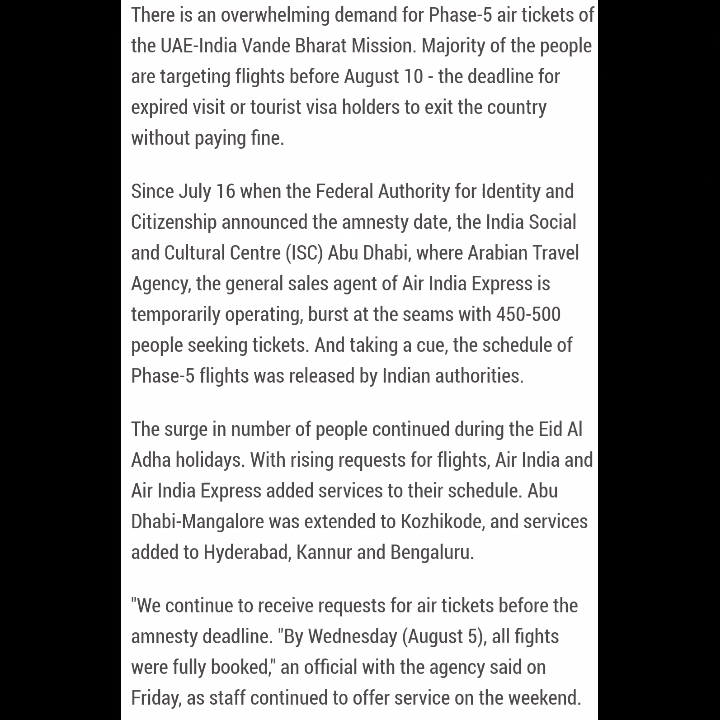 There is an overwhelming demand for Phase-5 air tickets of
the UAE-India Vande Bharat Mission. Majority of the people
are targeting flights before August 10 - the deadline for
expired visit or tourist visa holders to exit the country
without paying fine.
Since July 16 when the Federal Authority for Identity and
Citizenship announced the amnesty date, the India Social
and Cultural Centre (ISC) Abu Dhabi, where Arabian Travel
Agency, the general sales agent of Air India Express is
temporarily operating, burst at the seams with 450-500
people seeking tickets. And taking a cue, the schedule of
Phase-5 flights was released by Indian authorities.
The surge in number of people continued during the Eid Al
Adha holidays. With rising requests for flights, Air India and
Air India Express added services to their schedule. Abu
Dhabi-Mangalore was extended to Kozhikode, and services
added to Hyderabad, Kannur and Bengaluru.
"We continue to receive requests for air tickets before the
amnesty deadline. "By Wednesday (August 5), all fights
were fully booked," an official with the agency said on
Friday, as staff continued to offer service on the weekend.